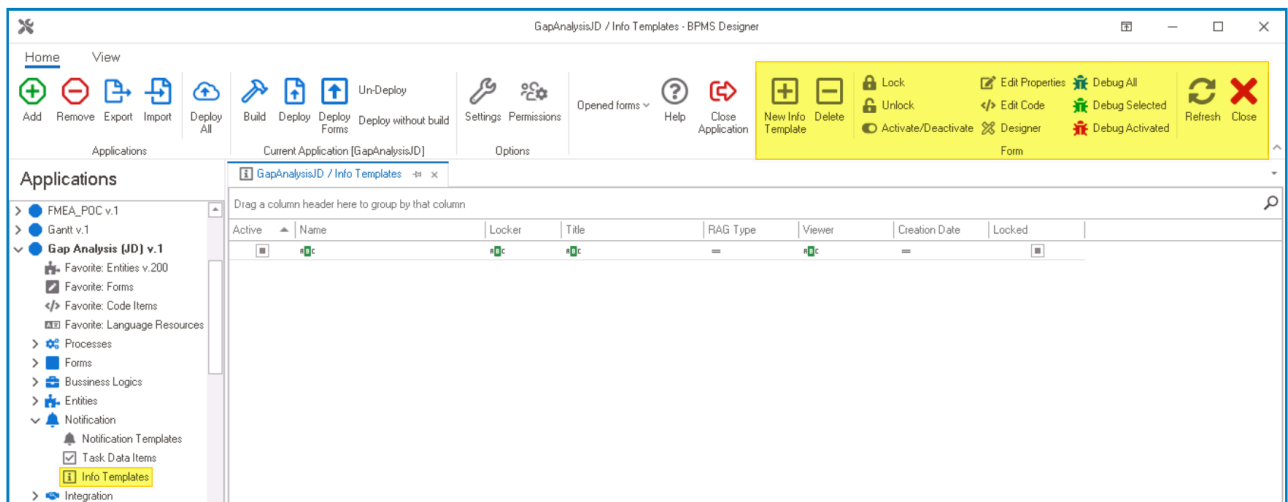 GapAnalysisJD / Info Templates - BPMS Designer
Home View
Add Remove Export Import Deploy All
Applications
Build Deploy Deploy Forms Un-Deploy Deploy without build
Current Application [GapAnalysisJD]
Settings Permissions
Options
Opened forms
Help Close Application
New Info Template Delete
Lock Edit Properties Debug All
Unlock Edit Code Debug Selected
Activate/Deactivate Designer Debug Activated
Refresh Close
Form
Applications
GapAnalysisJD / Info Templates
Drag a column header here to group by that column
Active Name Locker Title RAG Type Viewer Creation Date Locked
FMEA_POC v.1
Gantt v.1
Gap Analysis (JD) v.1
Favorite: Entities v.200
Favorite: Forms
Favorite: Code Items
Favorite: Language Resources
Processes
Forms
Bussiness Logics
Entities
Notification
Notification Templates
Task Data Items
Info Templates
Integration